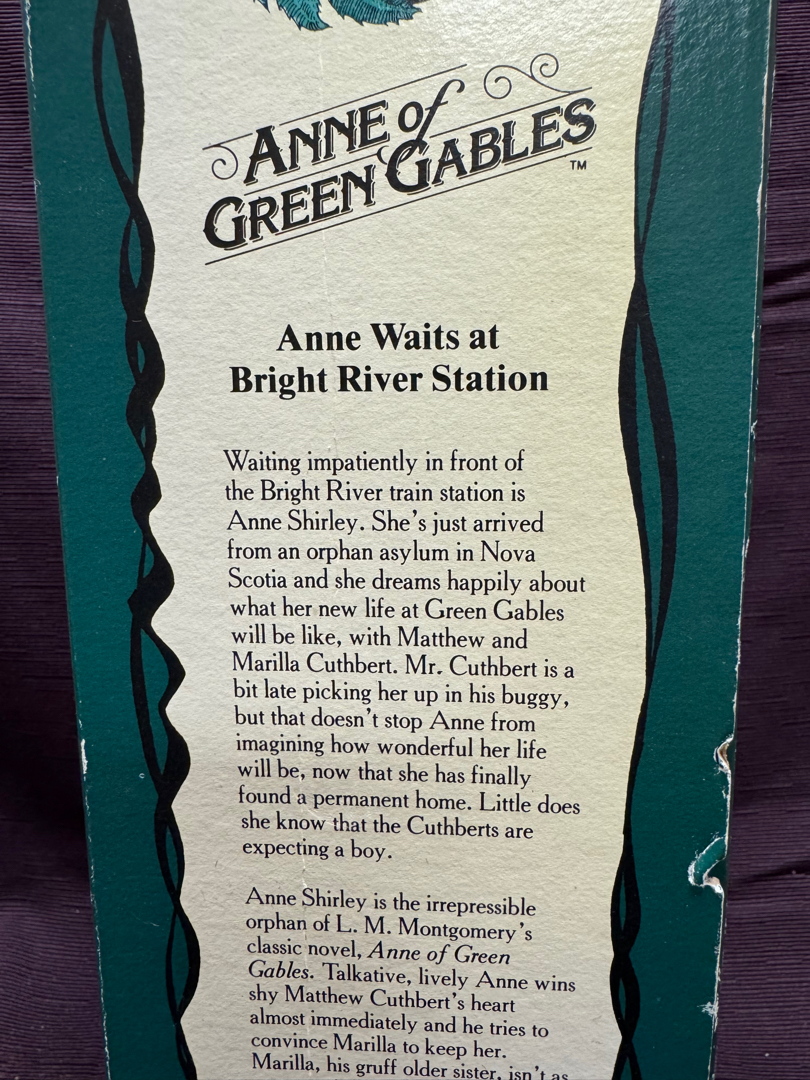 ANNE of
GREEN GABLES
™
Anne Waits at
Bright River Station
Waiting impatiently in front of
the Bright River train station is
Anne Shirley. She's just arrived
from an orphan asylum in Nova
Scotia and she dreams happily about
what her new life at Green Gables
will be like, with Matthew and
Marilla Cuthbert. Mr. Cuthbert is a
bit late picking her up in his buggy,
but that doesn't stop Anne from
imagining how wonderful her life
will be, now that she has finally
found a permanent home. Little does
she know that the Cuthberts are
expecting a boy.
Anne Shirley is the irrepressible
orphan of L. M. Montgomery's
classic novel, Anne of Green
Gables. Talkative, lively Anne wins
shy Matthew Cuthbert's heart
almost immediately and he tries to
convince Marilla to keep her.
Marilla, his gruff older sister, isn't as